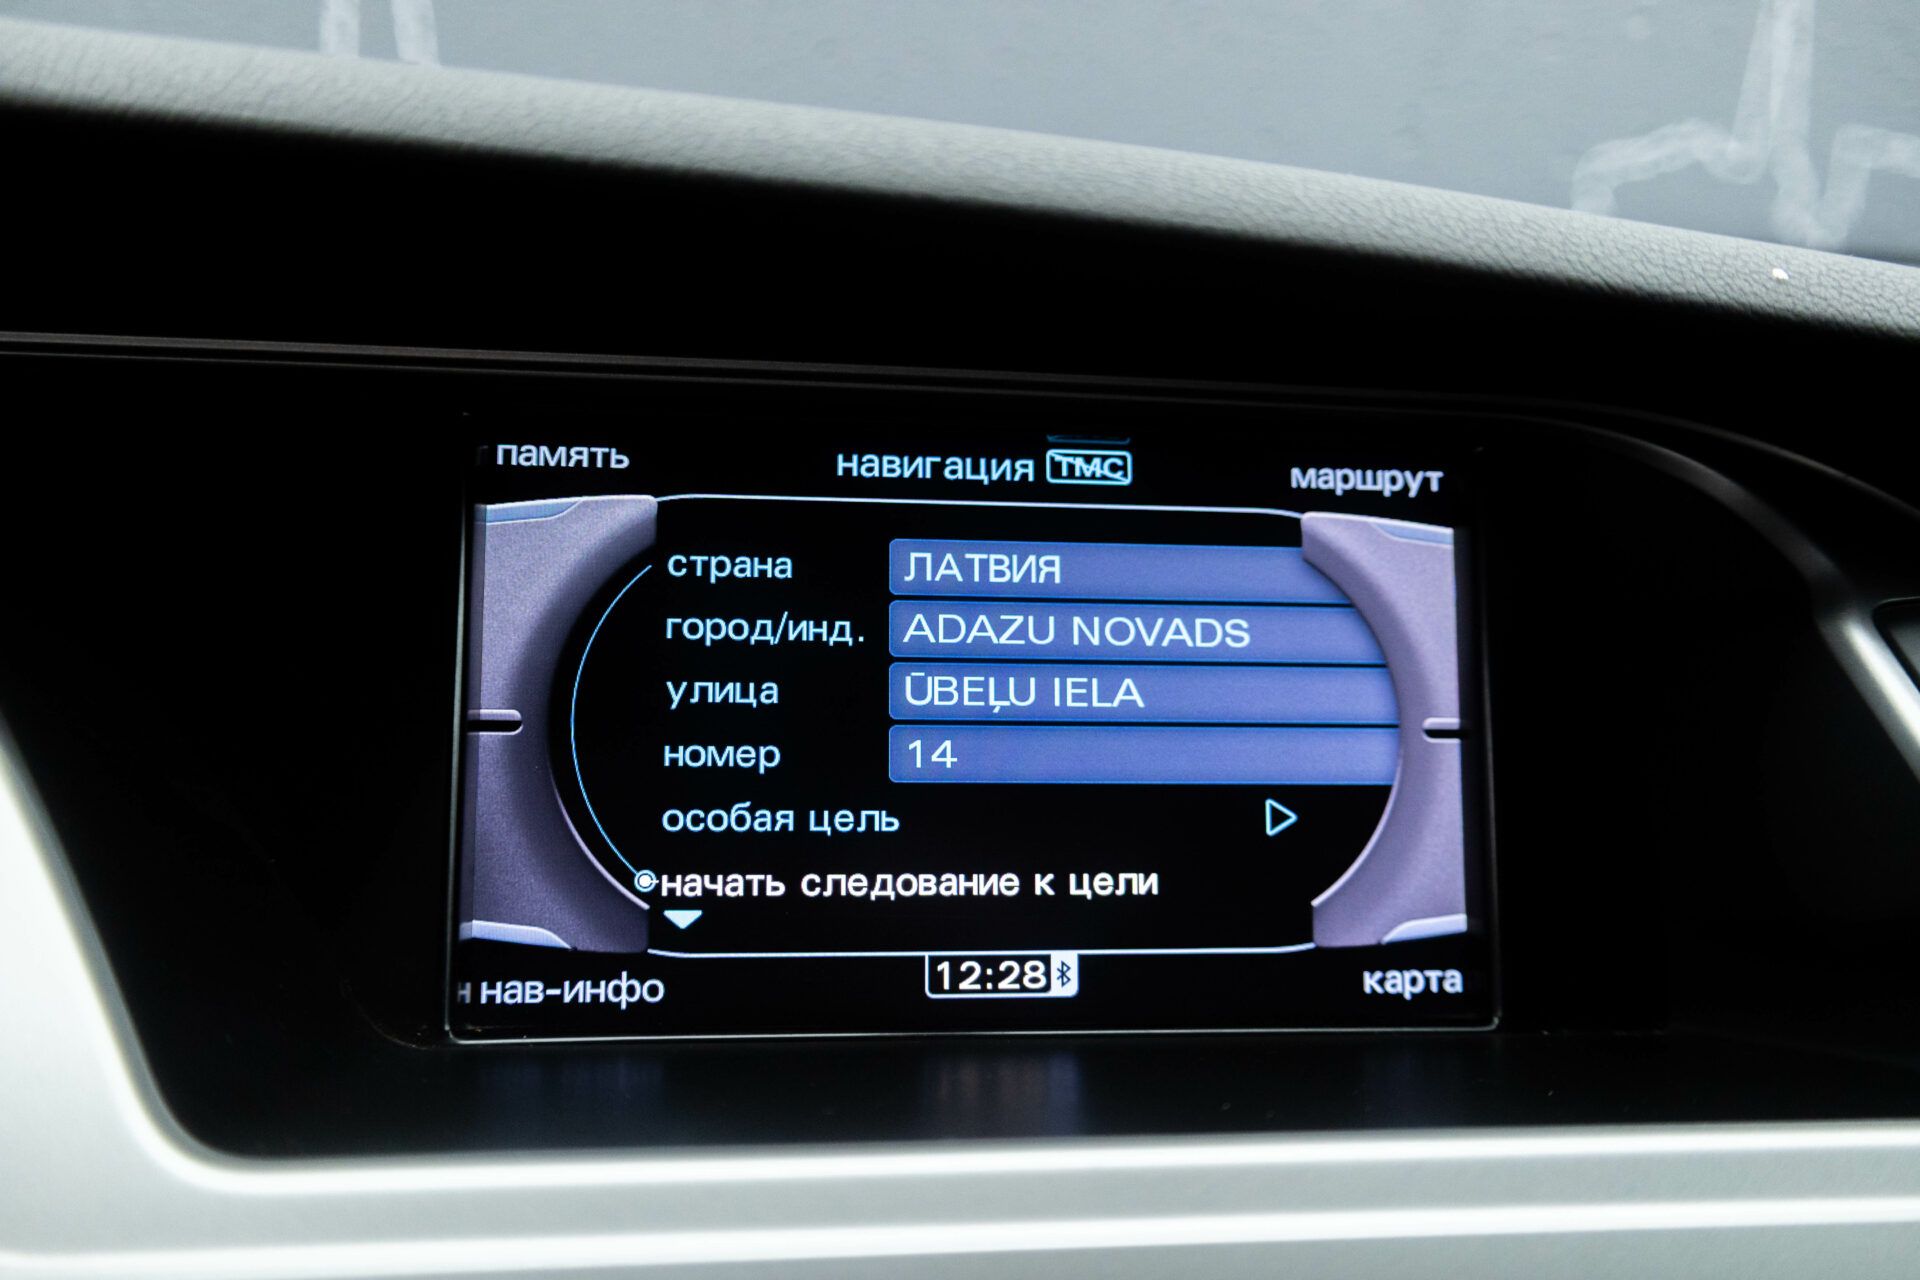 память
навигация TMC
маршрут
страна ЛАТВИЯ
город/инд. ADAZU NOVADS
улица ŪBEĻU IELA
номер 14
особая цель
начать следование к цели
нав-инфо
12:28
карта